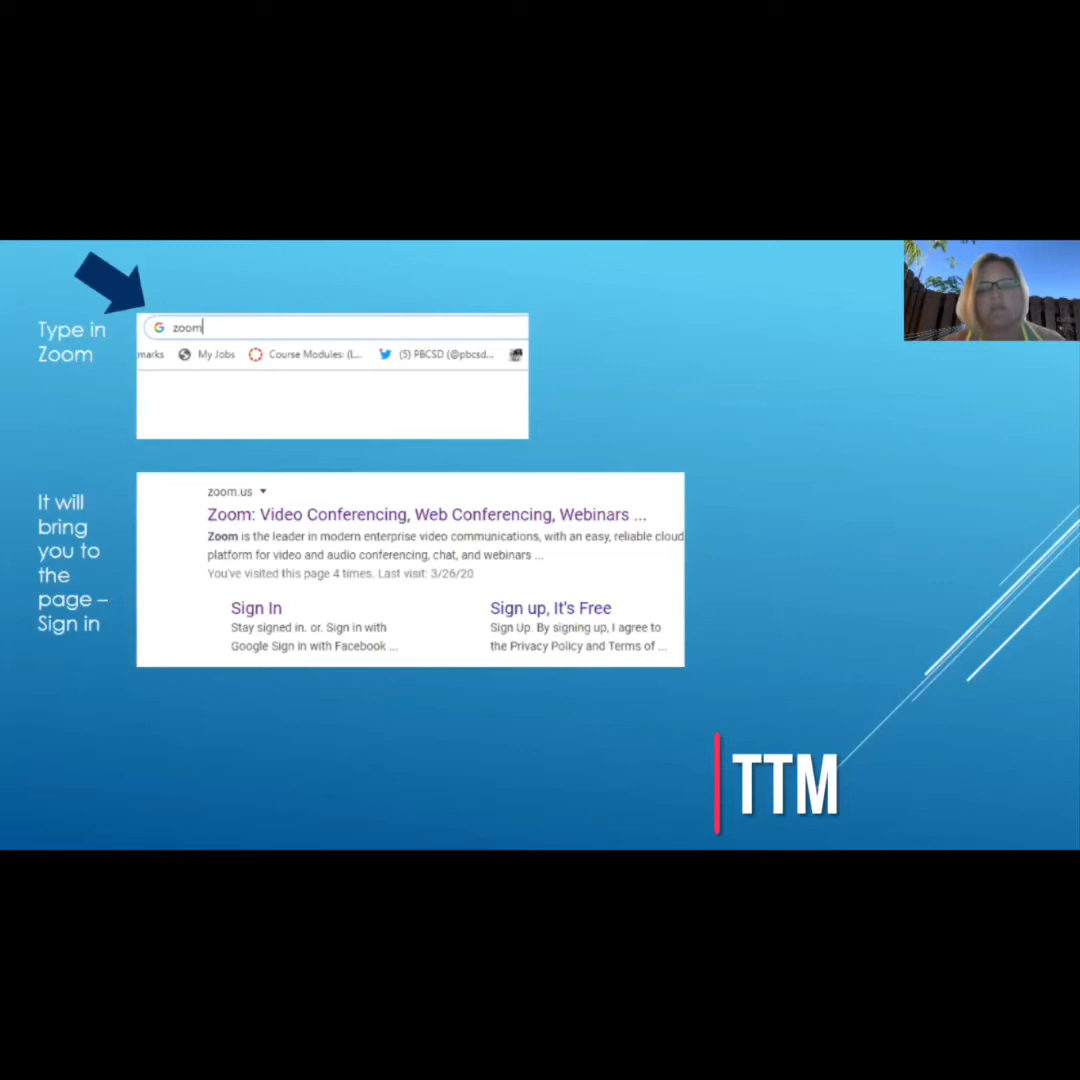 Type in
Zoom
zoom
marks My Jobs Course Modules: (L... (5) PBCSD (@pbcsd...
It will
bring
you to
the
page –
Sign in
zoom.us
Zoom: Video Conferencing, Web Conferencing, Webinars ...
Zoom is the leader in modern enterprise video communications, with an easy, reliable cloud
platform for video and audio conferencing, chat, and webinars ...
You've visited this page 4 times. Last visit: 3/26/20
Sign In
Stay signed in. or. Sign in with
Google Sign in with Facebook ...
Sign up, It's Free
Sign Up. By signing up, I agree to
the Privacy Policy and Terms of ...
TTM